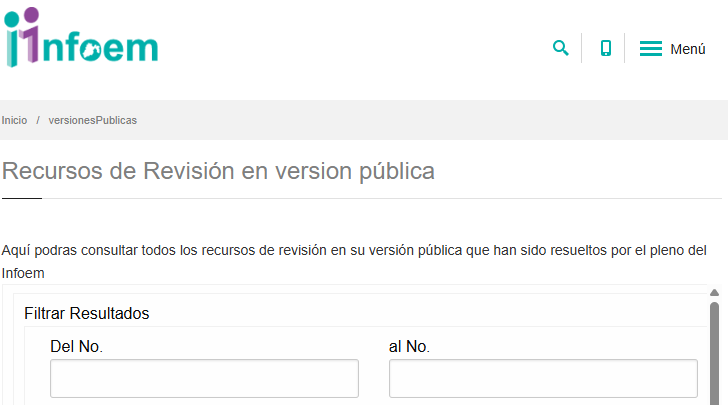 infoem
Menú
Inicio / versionesPublicas
Recursos de Revisión en version pública
Aquí podras consultar todos los recursos de revisión en su versión pública que han sido resueltos por el pleno del
Infoem
Filtrar Resultados
Del No. al No.